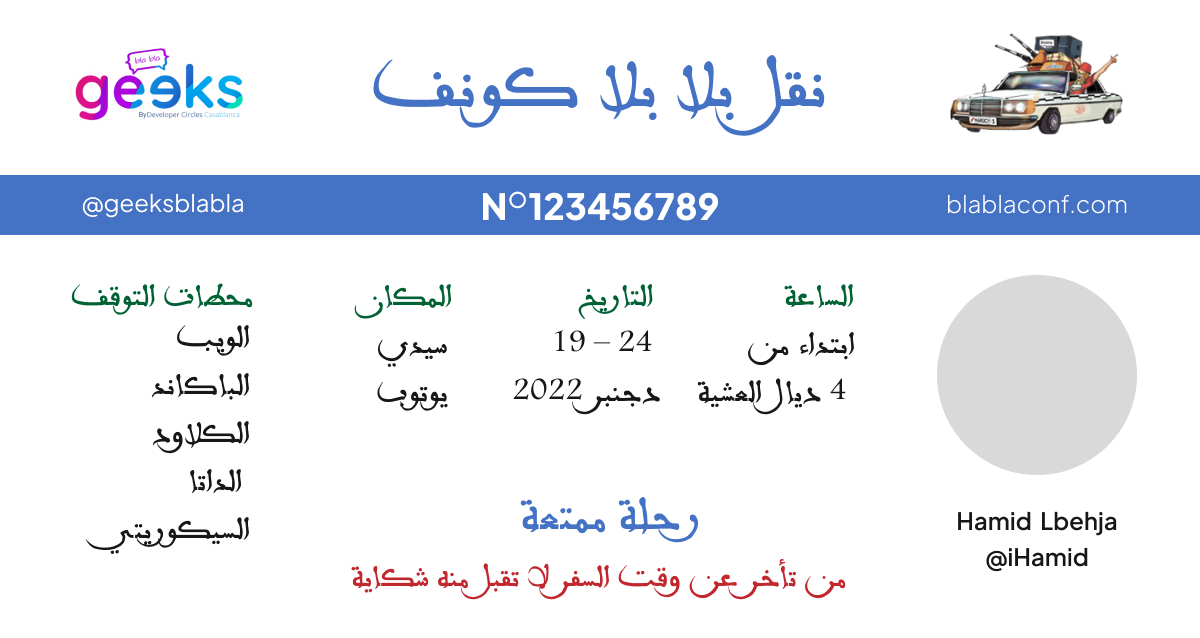 bla bla
geeks
ByDeveloper Circles Casablanca
نقل بلا بلا كونف
@geeksblabla
N°123456789
blablaconf.com
الساعة
ابتداء من
4 ديال العشية
التاريخ
19 – 24
دجنبر 2022
المكان
سيدي
يوتوب
محطات التوقف
الويب
الباكاند
الكلاود
الداتا
السيكوريتي
Hamid Lbehja
@iHamid
رحلة ممتعة
من تأخر عن وقت السفر لا تقبل منه شكاية